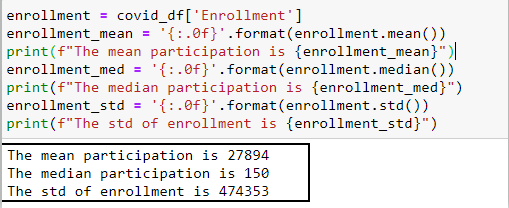 enrollment = covid_df['Enrollment']
enrollment_mean = '{:.0f}'.format(enrollment.mean())
print(f"The mean participation is {enrollment_mean}")
enrollment_med = '{:.0f}'.format(enrollment.median())
print(f"The median participation is {enrollment_med}")
enrollment_std = '{:.0f}'.format(enrollment.std())
print(f"The std of enrollment is {enrollment_std}")
The mean participation is 27894
The median participation is 150
The std of enrollment is 474353